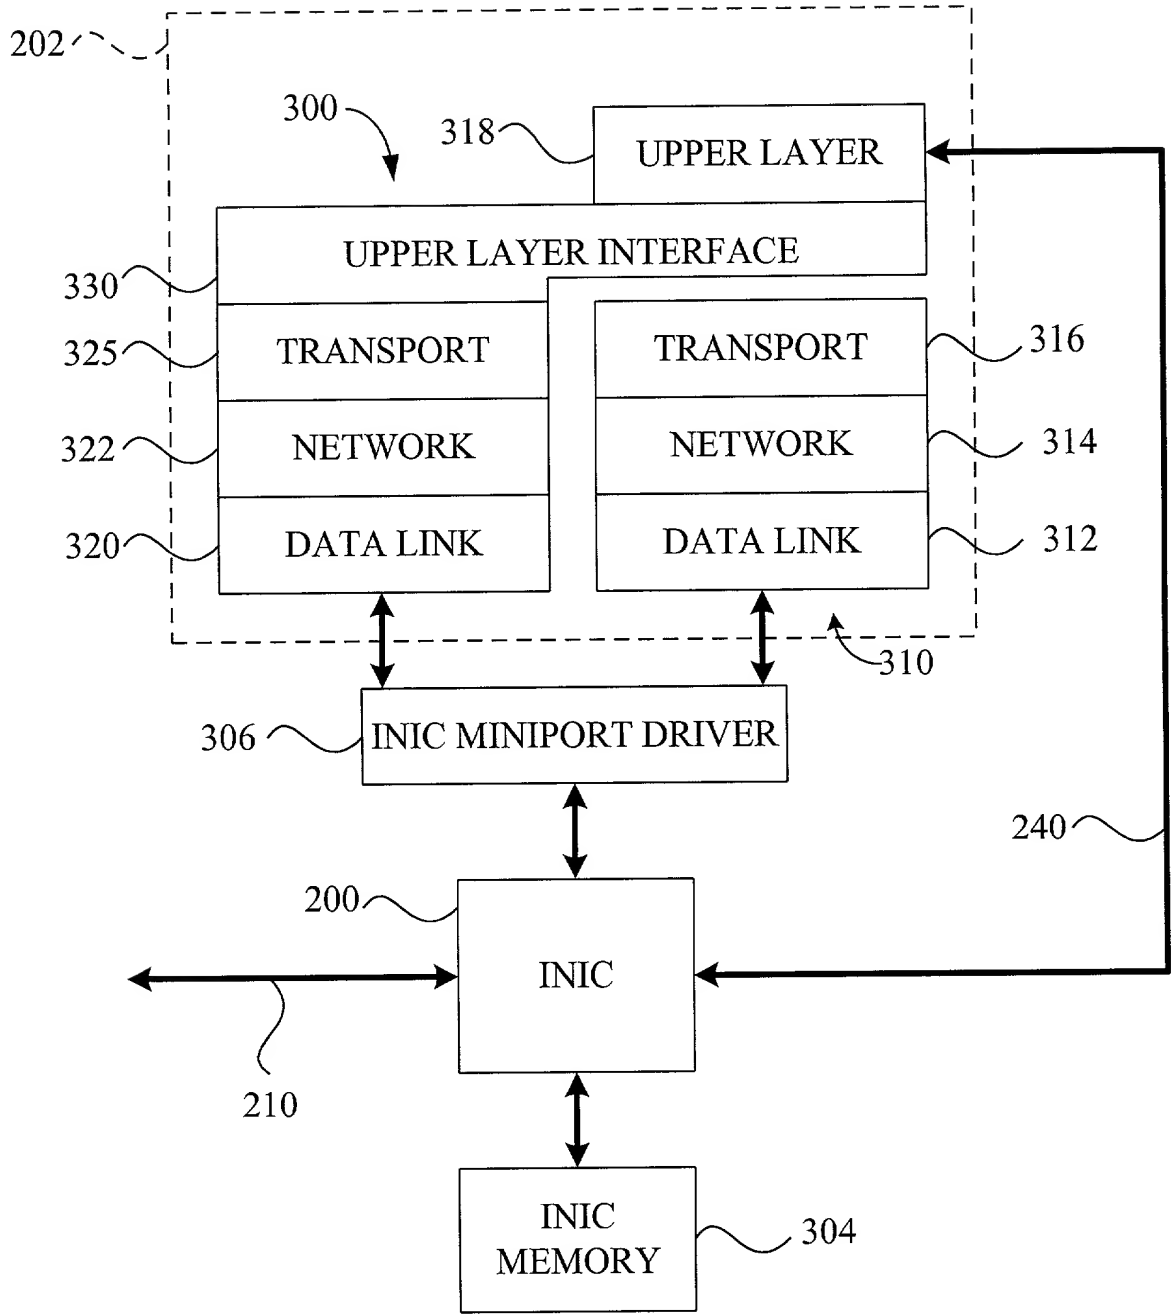 202
300
318
UPPER LAYER
UPPER LAYER INTERFACE
330
325
TRANSPORT
TRANSPORT
316
322
NETWORK
NETWORK
314
320
DATA LINK
DATA LINK
312
310
306
INIC MINIPORT DRIVER
240
200
INIC
210
INIC
MEMORY
304